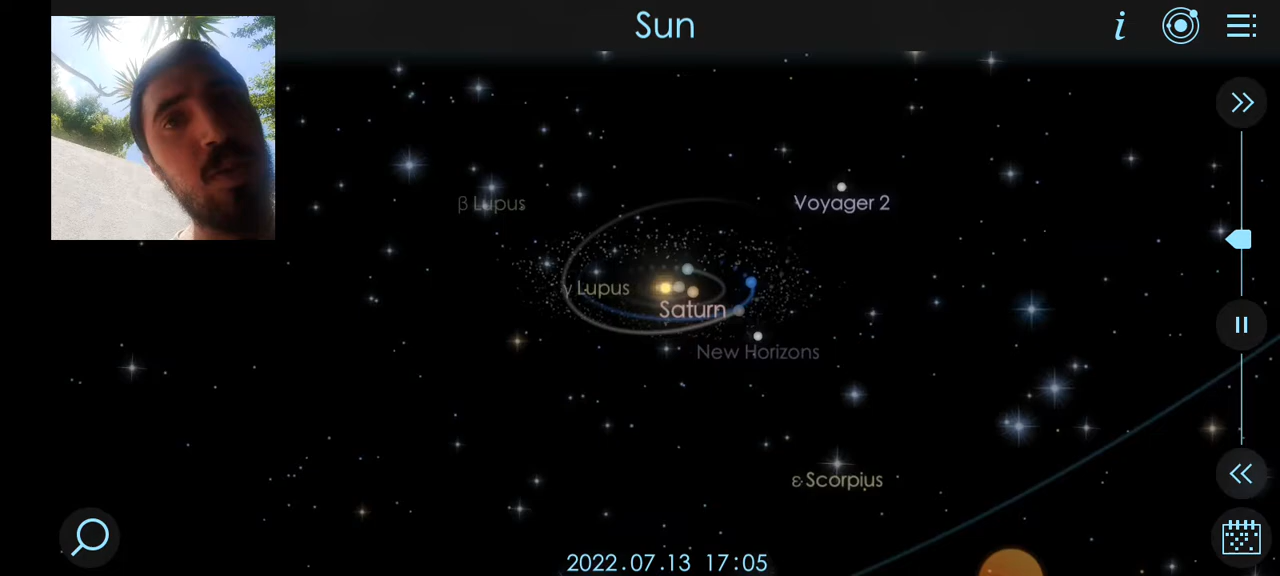 Sun
i
Voyager 2
β Lupus
γ Lupus
Saturn
New Horizons
ε Scorpius
2022.07.13 17:05